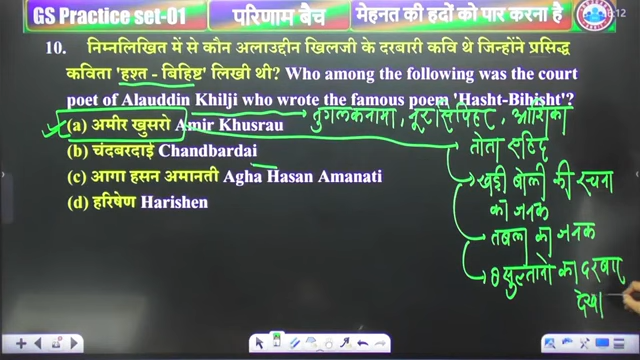 GS Practice set-01 परिणाम बैच मेहनत की हदों को पार करना है
10. निम्नलिखित में से कौन अलाउद्दीन खिलजी के दरबारी कवि थे जिन्होंने प्रसिद्ध
कविता 'हश्त - बिहिष्ट' लिखी थी? Who among the following was the court
poet of Alauddin Khilji who wrote the famous poem 'Hasht-Bihisht'?
(a) अमीर खुसरो Amir Khusrau
तुगलकनामा, नूर सिपिहर, आशिका
(b) चंदबरदाई Chandbardai
तोता
(c) आगा हसन अमानती Agha Hasan Amanati
खड़ी बोली की रचना
का जनक
(d) हरिषेण Harishen
तबला का जनक
8 सुल्तानो का दरबार
देखा